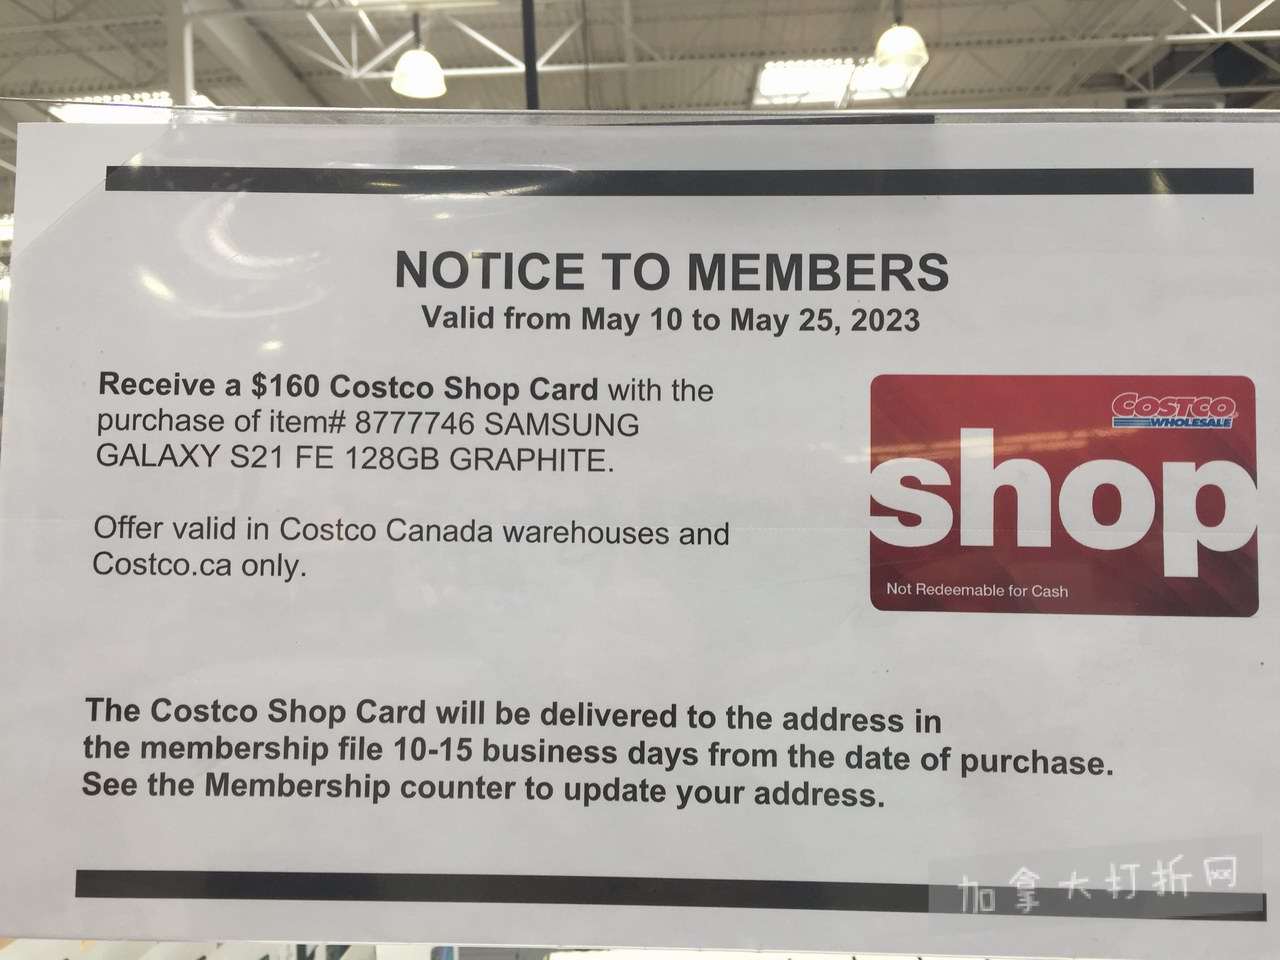 NOTICE TO MEMBERS
Valid from May 10 to May 25, 2023
Receive a $160 Costco Shop Card with the
purchase of item# 8777746 SAMSUNG
GALAXY S21 FE 128GB GRAPHITE.
Offer valid in Costco Canada warehouses and
Costco.ca only.
COSTCO
WHOLESALE
shop
Not Redeemable for Cash
The Costco Shop Card will be delivered to the address in
the membership file 10-15 business days from the date of purchase.
See the Membership counter to update your address.
加拿大打折网